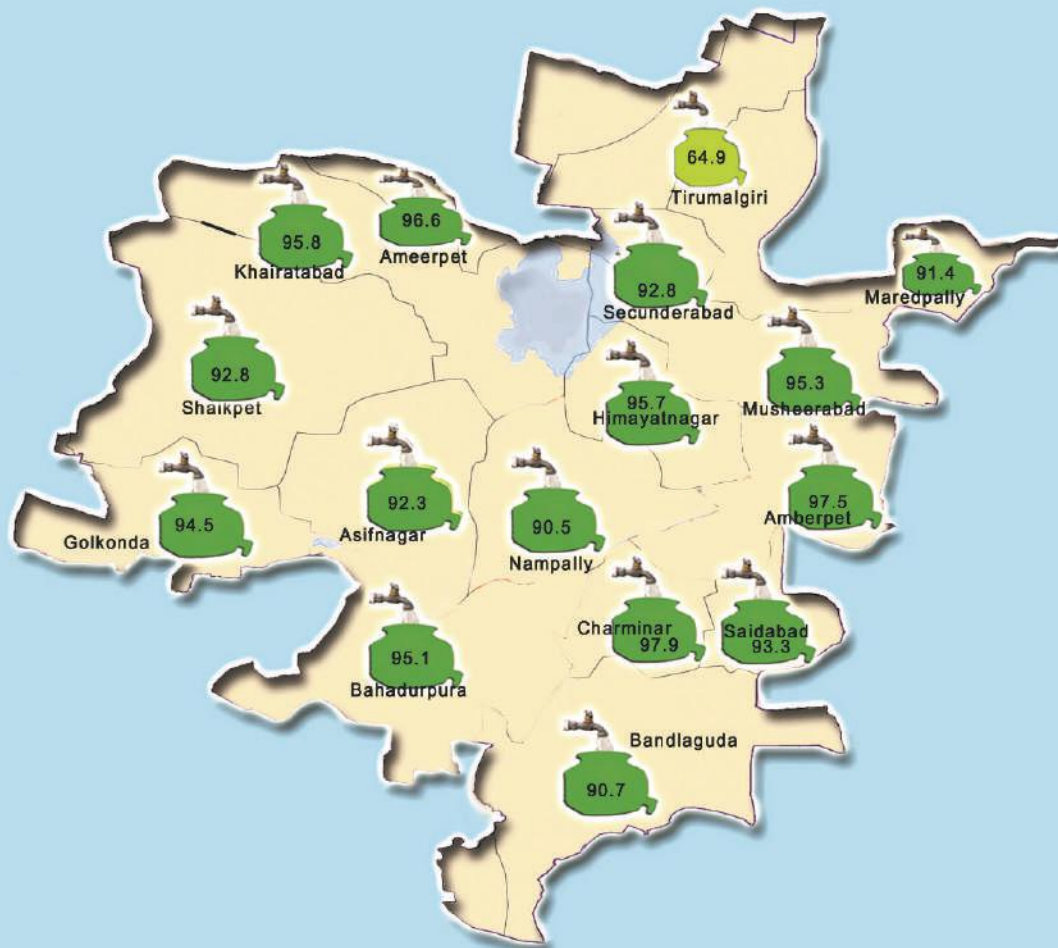 64.9
Tirumalgiri
95.8
Khairatabad
96.6
Ameerpet
92.8
Secunderabad
91.4
Maredpally
92.8
Shaikpet
95.7
Himayatnagar
95.3
Musheerabad
94.5
Golkonda
92.3
Asifnagar
90.5
Nampally
97.5
Amberpet
95.1
Bahadurpura
Charminar
97.9
Saidabad
93.3
Bandlaguda
90.7